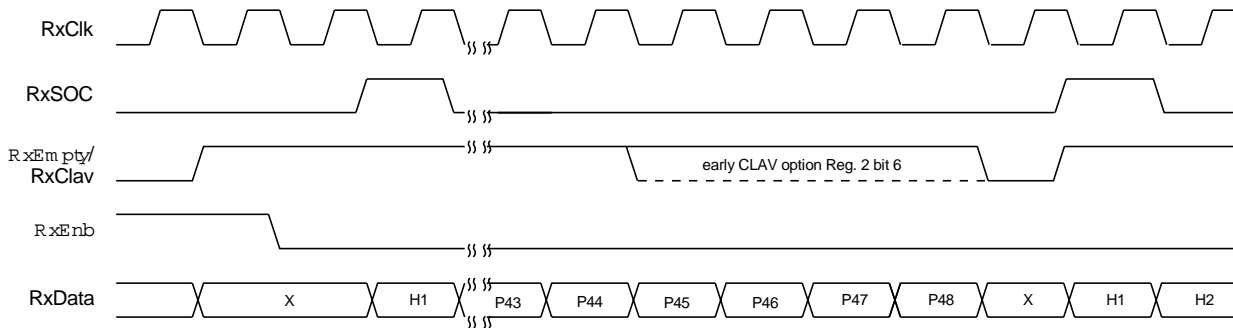 RxClk
RxSOC
RxEmpty/
RxClav
early CLAV option Reg. 2 bit 6
RxEnb
RxData
X
H1
P43
P44
P45
P46
P47
P48
X
H1
H2